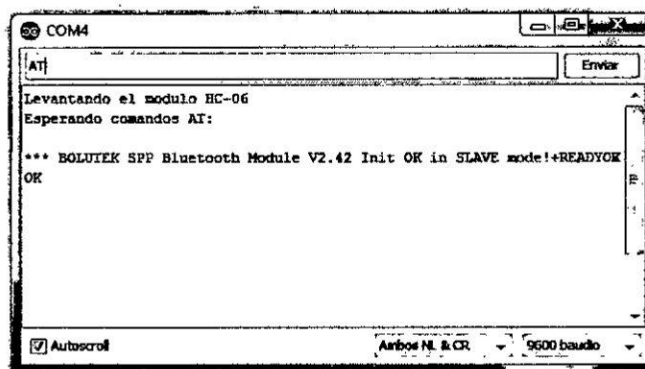 COM4
AT
Enviar
Levantando el modulo HC-06
Esperando comandos AT:
*** BOLUTEK SPP Bluetooth Module V2.42 Init OK in SLAVE mode!+READYOK
OK
Autoscroll
Ambos NL & CR
9600 baudio